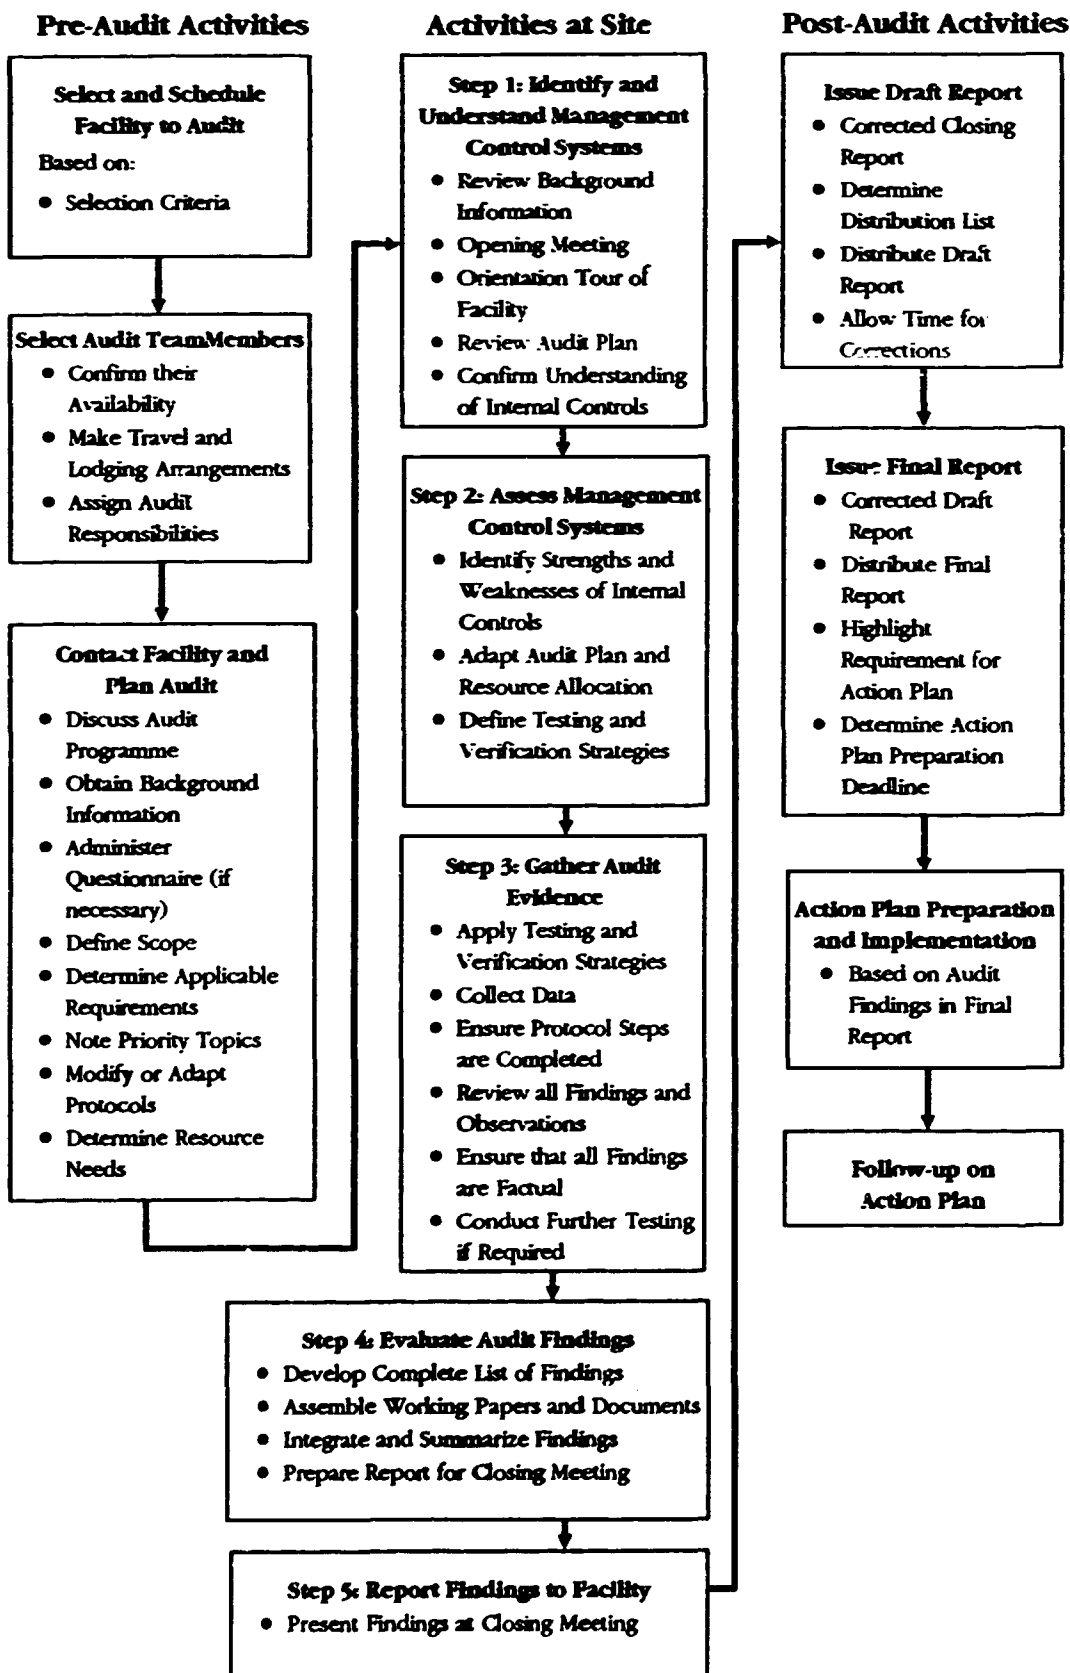 Pre-Audit Activities
Select and Schedule
Facility to Audit
Based on:
• Selection Criteria
Select Audit TeamMembers
• Confirm their
Availability
• Make Travel and
Lodging Arrangements
• Assign Audit
Responsibilities
Contact Facility and
Plan Audit
• Discuss Audit
Programme
• Obtain Background
Information
• Administer
Questionnaire (if
necessary)
• Define Scope
• Determine Applicable
Requirements
• Note Priority Topics
• Modify or Adapt
Protocols
• Determine Resource
Needs
Activities at Site
Step 1: Identify and
Understand Management
Control Systems
• Review Background
Information
• Opening Meeting
• Orientation Tour of
Facility
• Review Audit Plan
• Confirm Understanding
of Internal Controls
Step 2: Assess Management
Control Systems
• Identify Strengths and
Weaknesses of Internal
Controls
• Adapt Audit Plan and
Resource Allocation
• Define Testing and
Verification Strategies
Step 3: Gather Audit
Evidence
• Apply Testing and
Verification Strategies
• Collect Data
• Ensure Protocol Steps
are Completed
• Review all Findings and
Observations
• Ensure that all Findings
are Factual
• Conduct Further Testing
if Required
Step 4: Evaluate Audit Findings
• Develop Complete List of Findings
• Assemble Working Papers and Documents
• Integrate and Summarize Findings
• Prepare Report for Closing Meeting
Step 5: Report Findings to Facility
• Present Findings at Closing Meeting
Post-Audit Activities
Issue Draft Report
• Corrected Closing
Report
• Determine
Distribution List
• Distribute Draft
Report
• Allow Time for
Corrections
Issue Final Report
• Corrected Draft
Report
• Distribute Final
Report
• Highlight
Requirement for
Action Plan
• Determine Action
Plan Preparation
Deadline
Action Plan Preparation
and Implementation
• Based on Audit
Findings in Final
Report
Follow-up on
Action Plan